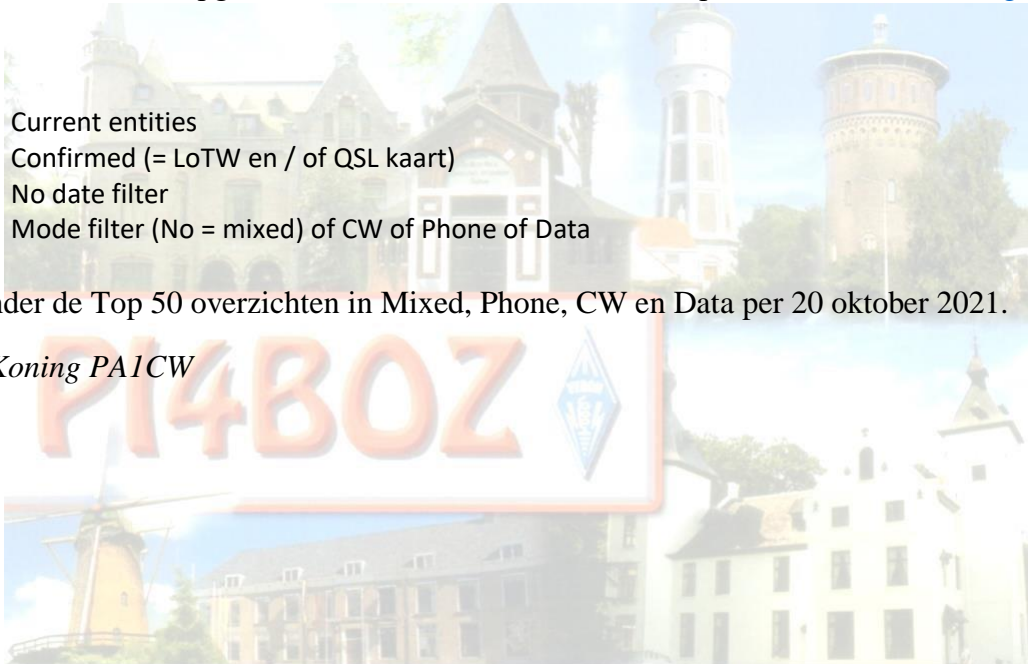 Current entities
Confirmed (= LoTW en / of QSL kaart)
No date filter
Mode filter (No = mixed) of CW of Phone of Data
nder de Top 50 overzichten in Mixed, Phone, CW en Data per 20 oktober 2021.
Koning PA1CW
PI4BOZ